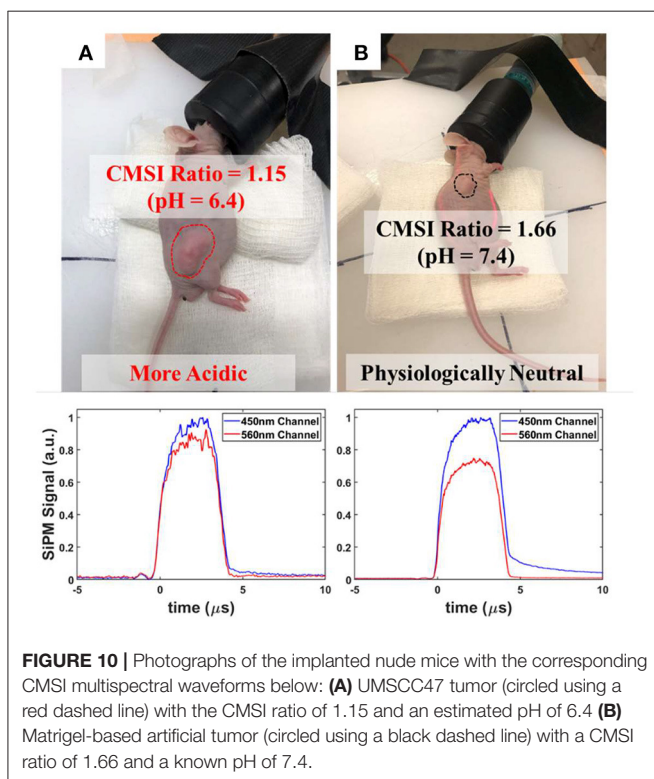 A
B
CMSI Ratio = 1.15
(pH = 6.4)
CMSI Ratio = 1.66
(pH = 7.4)
More Acidic
Physiologically Neutral
SiPM Signal (a.u.)
1
0.8
0.6
0.4
0.2
0
-5
0
5
10
time (μs)
450nm Channel
560nm Channel
1
0.8
0.6
0.4
0.2
0
-5
0
5
10
time (μs)
450nm Channel
560nm Channel
FIGURE 10 | Photographs of the implanted nude mice with the corresponding
CMSI multispectral waveforms below: (A) UMSCC47 tumor (circled using a
red dashed line) with the CMSI ratio of 1.15 and an estimated pH of 6.4 (B)
Matrigel-based artificial tumor (circled using a black dashed line) with a CMSI
ratio of 1.66 and a known pH of 7.4.